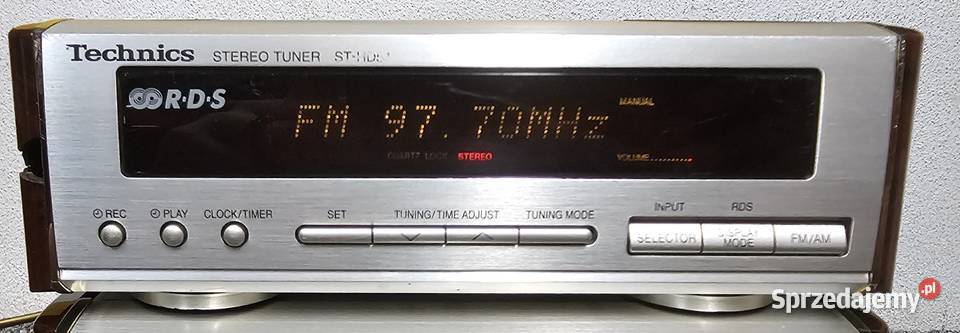 Technics STEREO TUNER
R·D·S
MANUAL
FM 97.70MHz
QUARTZ LOCK STEREO VOLUME
REC PLAY CLOCK/TIMER SET TUNING/TIME ADJUST TUNING MODE
INPUT RDS
SELECTOR DISPLAY MODE FM/AM
Sprzedajemy.pl